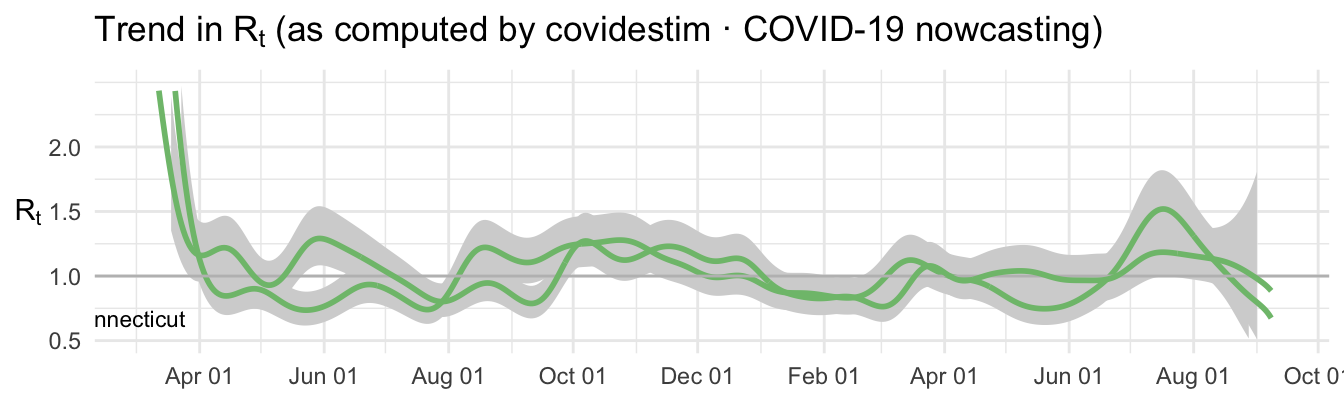 Trend in Rt (as computed by covidestim · COVID-19 nowcasting)
2.0
Rt 1.5
1.0
nnecticut
0.5
Apr 01 Jun 01 Aug 01 Oct 01 Dec 01 Feb 01 Apr 01 Jun 01 Aug 01 Oct 0